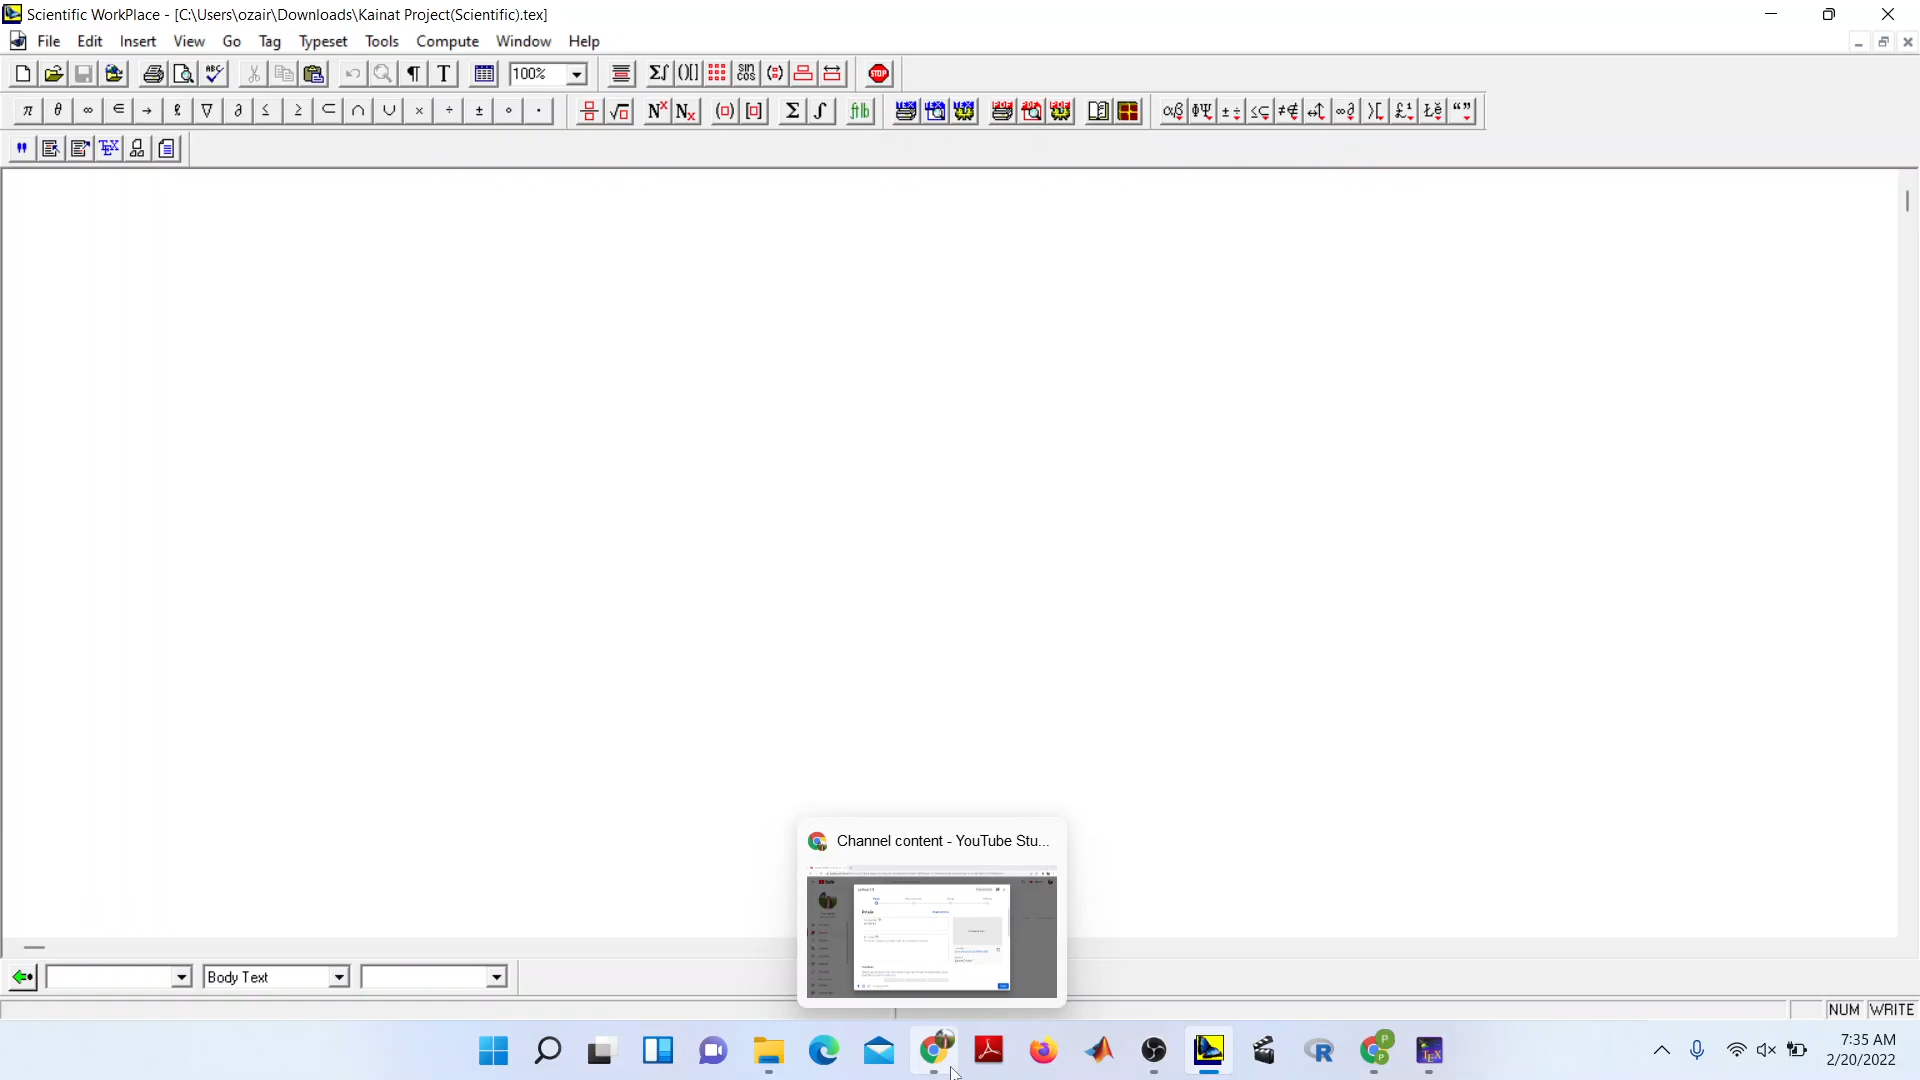 Scientific WorkPlace - [C:\Users\ozair\Downloads\Kainat Project(Scientific).tex]
File Edit Insert View Go Tag Typeset Tools Compute Window Help
100%
STOP
Body Text
Channel content - YouTube Stu...
NUM WRITE
7:35 AM
2/20/2022